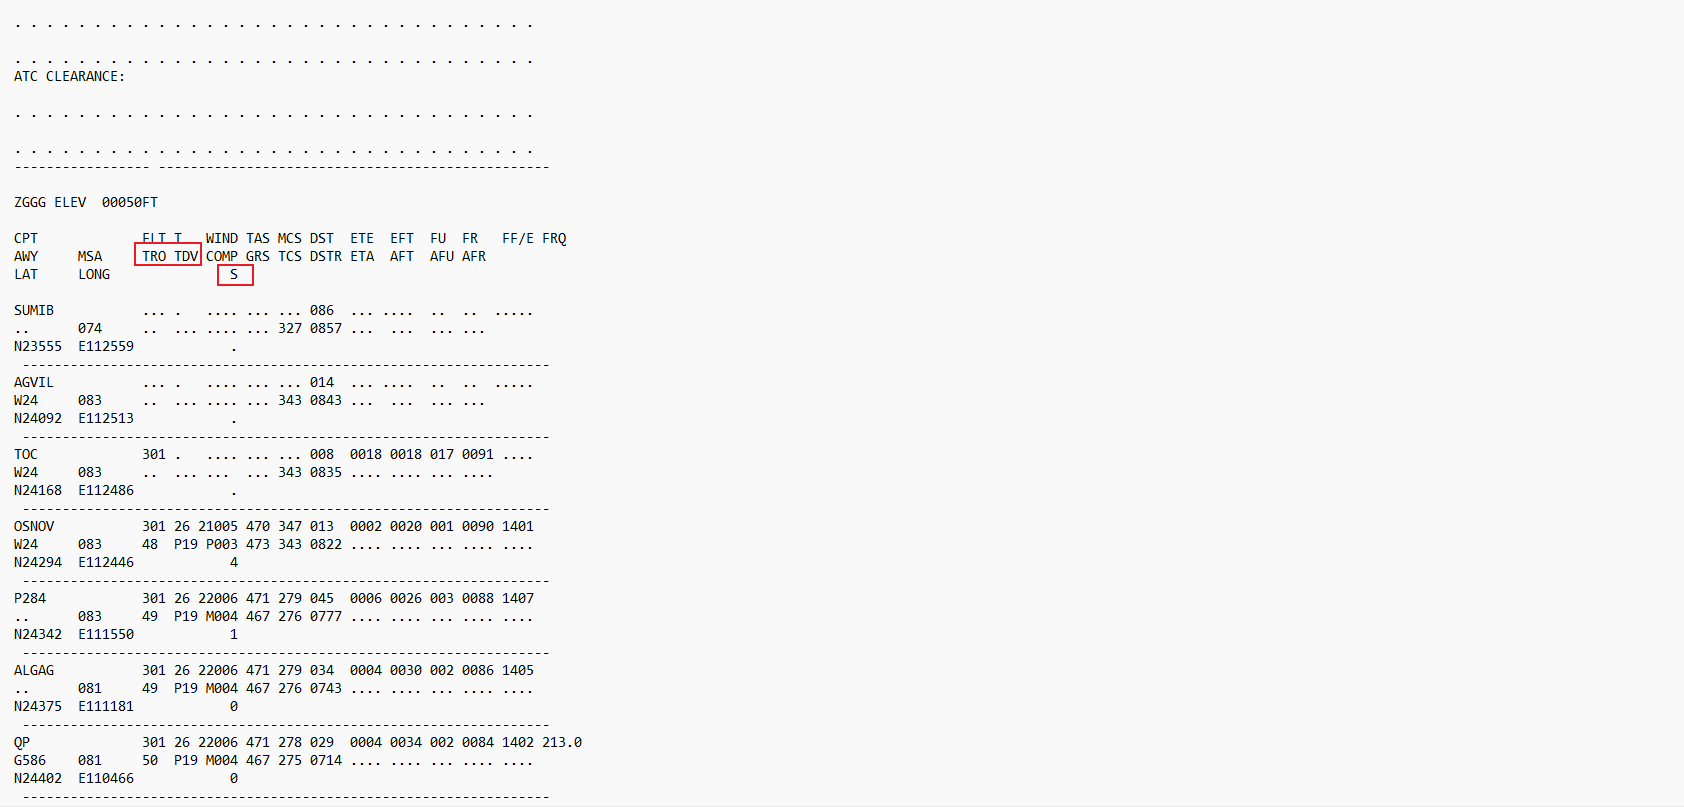 . . . . . . . . . . . . . . . . . . . . . . . . . . . . . . . . .
. . . . . . . . . . . . . . . . . . . . . . . . . . . . . . . . .
ATC CLEARANCE:
. . . . . . . . . . . . . . . . . . . . . . . . . . . . . . . . .
. . . . . . . . . . . . . . . . . . . . . . . . . . . . . . . . .
----------------- -------------------------------------------------
ZGGG ELEV  00050FT
CPT             FLT T   WIND TAS MCS DST  ETE  EFT  FU  FR   FF/E FRQ
AWY     MSA     TRO TDV COMP GRS TCS DSTR ETA  AFT  AFU AFR
LAT     LONG               S
SUMIB           ... .   .... ... ... 086  ... ....  ..  ..  .....
..      074     ..  ... .... ... 327 0857 ...  ...  ... ...
N23555  E112559            .
------------------------------------------------------------------
AGVIL           ... .   .... ... ... 014  ... ....  ..  ..  .....
W24     083     ..  ... .... ... 343 0843 ...  ...  ... ...
N24092  E112513            .
------------------------------------------------------------------
TOC             301 .   .... ... ... 008  0018 0018 017 0091 ....
W24     083     ..  ... ...  ... 343 0835 .... .... ... ....
N24168  E112486            .
------------------------------------------------------------------
OSNOV           301 26 21005 470 347 013  0002 0020 001 0090 1401
W24     083     48  P19 P003 473 343 0822 .... .... ... .... ....
N24294  E112446            4
------------------------------------------------------------------
P284            301 26 22006 471 279 045  0006 0026 003 0088 1407
..      083     49  P19 M004 467 276 0777 .... .... ... .... ....
N24342  E111550            1
------------------------------------------------------------------
ALGAG           301 26 22006 471 279 034  0004 0030 002 0086 1405
..      081     49  P19 M004 467 276 0743 .... .... ... .... ....
N24375  E111181            0
------------------------------------------------------------------
QP              301 26 22006 471 278 029  0004 0034 002 0084 1402 213.0
G586    081     50  P19 M004 467 275 0714 .... .... ... .... ....
N24402  E110466            0
------------------------------------------------------------------